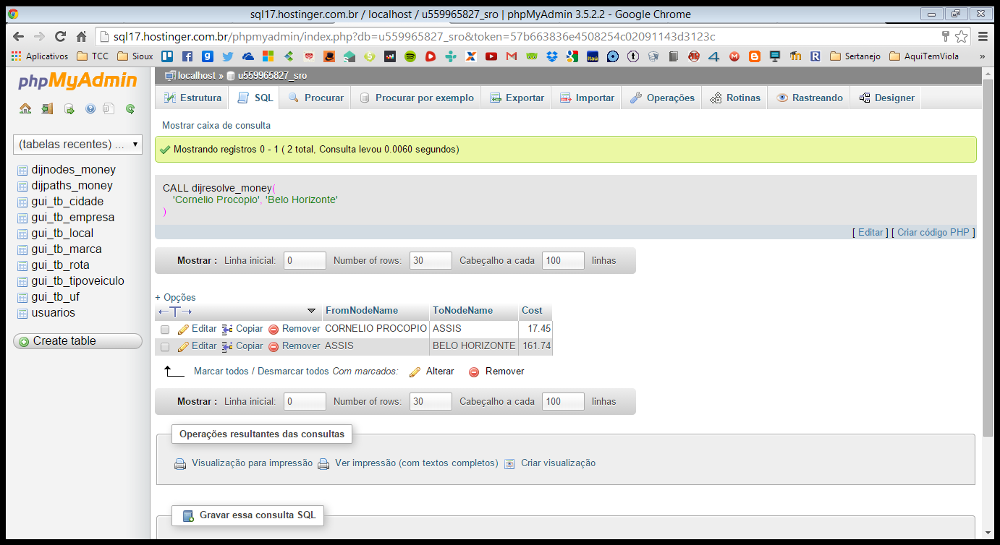 sql17.hostinger.com.br / localhost / u559965827_sro | phpMyAdmin 3.5.2.2 - Google Chrome
sql17.hostinger.com.br/phpmyadmin/index.php?db=u559965827_sro&token=57b663836e4508254c02091143d3123c
Aplicativos TCC Sioux Itaú Sertanejo AquiTemViola »
phpMyAdmin
(tabelas recentes) ...
dijnodes_money
dijpaths_money
gui_tb_cidade
gui_tb_empresa
gui_tb_local
gui_tb_marca
gui_tb_rota
gui_tb_tipoveiculo
gui_tb_uf
usuarios
Create table
localhost » u559965827_sro
Estrutura SQL Procurar Procurar por exemplo Exportar Importar Operações Rotinas Rastreando Designer
Mostrar caixa de consulta
Mostrando registros 0 - 1 ( 2 total, Consulta levou 0.0060 segundos)
CALL dijresolve_money(
'Cornelio Procopio', 'Belo Horizonte'
)
[ Editar ] [ Criar código PHP ]
Mostrar : Linha inicial: 0 Number of rows: 30 Cabeçalho a cada 100 linhas
+ Opções
←T→ FromNodeName ToNodeName Cost
Editar Copiar Remover CORNELIO PROCOPIO ASSIS 17.45
Editar Copiar Remover ASSIS BELO HORIZONTE 161.74
Marcar todos / Desmarcar todos Com marcados: Alterar Remover
Mostrar : Linha inicial: 0 Number of rows: 30 Cabeçalho a cada 100 linhas
Operações resultantes das consultas
Visualização para impressão Ver impressão (com textos completos) Criar visualização
Gravar essa consulta SQL